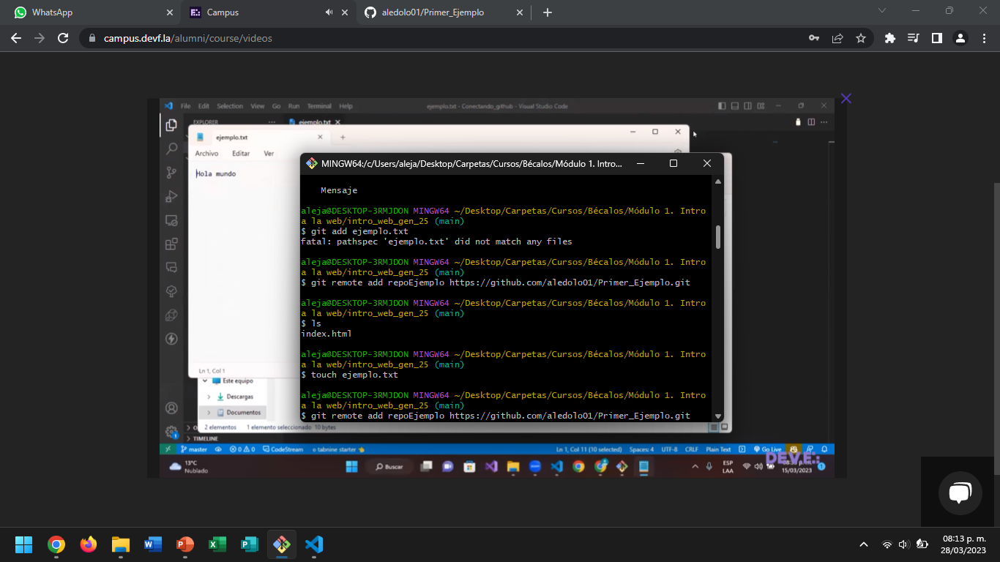 WhatsApp
Campus
aledolo01/Primer_Ejemplo
campus.devf.la/alumni/course/videos
File Edit Selection View Go Run Terminal Help
ejemplo.txt - Conectando_github - Visual Studio Code
EXPLORER
ejemplo.txt
ejemplo.txt
Archivo Editar Ver
Hola mundo
Ln 1, Col 1
MINGW64:/c/Users/aleja/Desktop/Carpetas/Cursos/Bécalos/Módulo 1. Intro...
Mensaje
aleja@DESKTOP-3RMJDON MINGW64 ~/Desktop/Carpetas/Cursos/Bécalos/Módulo 1. Intro
a la web/intro_web_gen_25 (main)
$ git add ejemplo.txt
fatal: pathspec 'ejemplo.txt' did not match any files
aleja@DESKTOP-3RMJDON MINGW64 ~/Desktop/Carpetas/Cursos/Bécalos/Módulo 1. Intro
a la web/intro_web_gen_25 (main)
$ git remote add repoEjemplo https://github.com/aledolo01/Primer_Ejemplo.git
aleja@DESKTOP-3RMJDON MINGW64 ~/Desktop/Carpetas/Cursos/Bécalos/Módulo 1. Intro
a la web/intro_web_gen_25 (main)
$ ls
index.html
aleja@DESKTOP-3RMJDON MINGW64 ~/Desktop/Carpetas/Cursos/Bécalos/Módulo 1. Intro
a la web/intro_web_gen_25 (main)
$ touch ejemplo.txt
aleja@DESKTOP-3RMJDON MINGW64 ~/Desktop/Carpetas/Cursos/Bécalos/Módulo 1. Intro
a la web/intro_web_gen_25 (main)
$ git remote add repoEjemplo https://github.com/aledolo01/Primer_Ejemplo.git
Este equipo
Descargas
Documentos
2 elementos 1 elemento seleccionado 10 bytes
TIMELINE
master 0 0 CodeStream tabnine starter
Ln 1, Col 11 (10 selected) Spaces: 4 UTF-8 CRLF Plain Text Go Live
DEV.F.:
13°C
Nublado
Buscar
ESP
LAA
15/03/2023
08:13 p. m.
28/03/2023